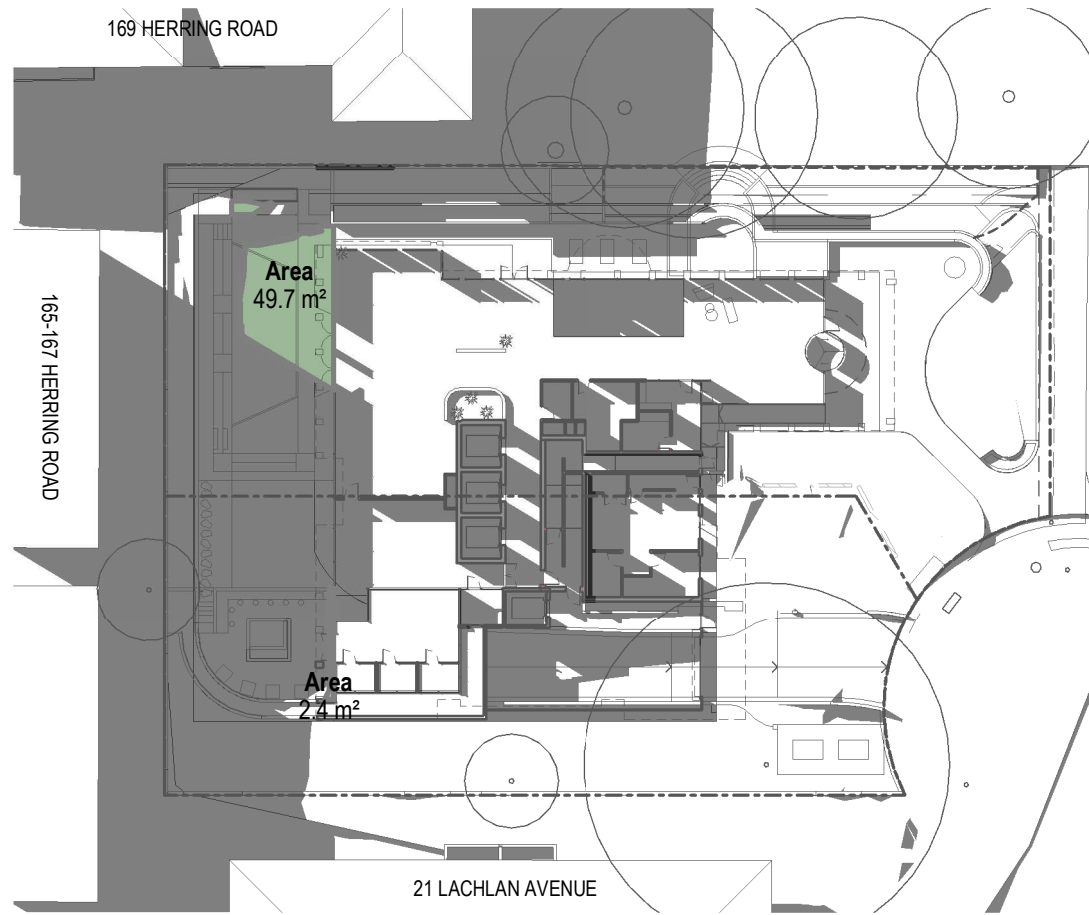 169 HERRING ROAD
Area
49.7 m²
165-167 HERRING ROAD
Area
2.4 m²
21 LACHLAN AVENUE